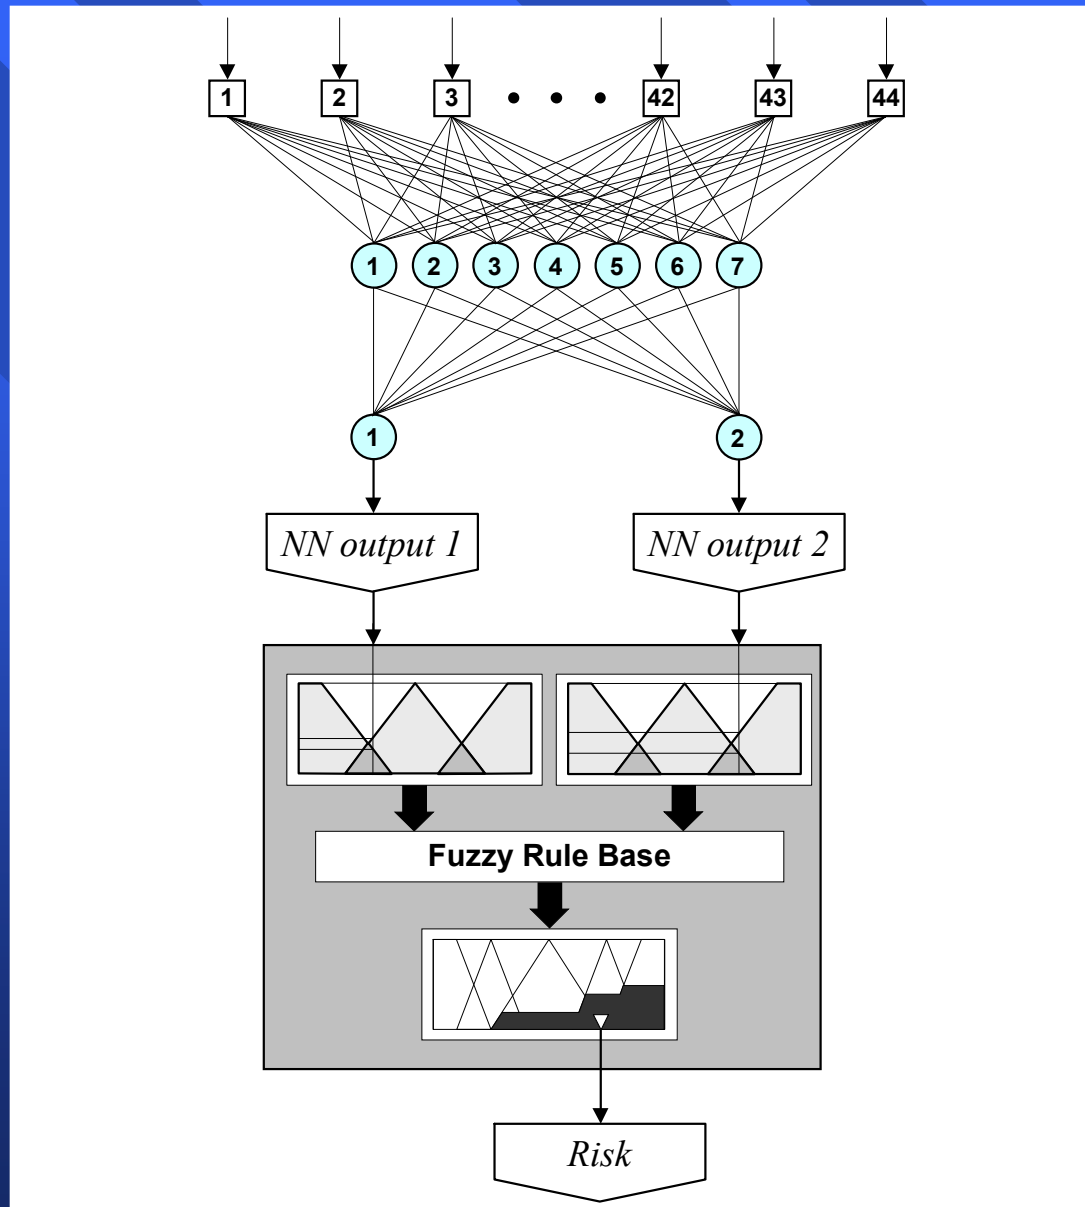 1 2 3 • • • 42 43 44
1 2 3 4 5 6 7
1 2
NN output 1 NN output 2
Fuzzy Rule Base
Risk